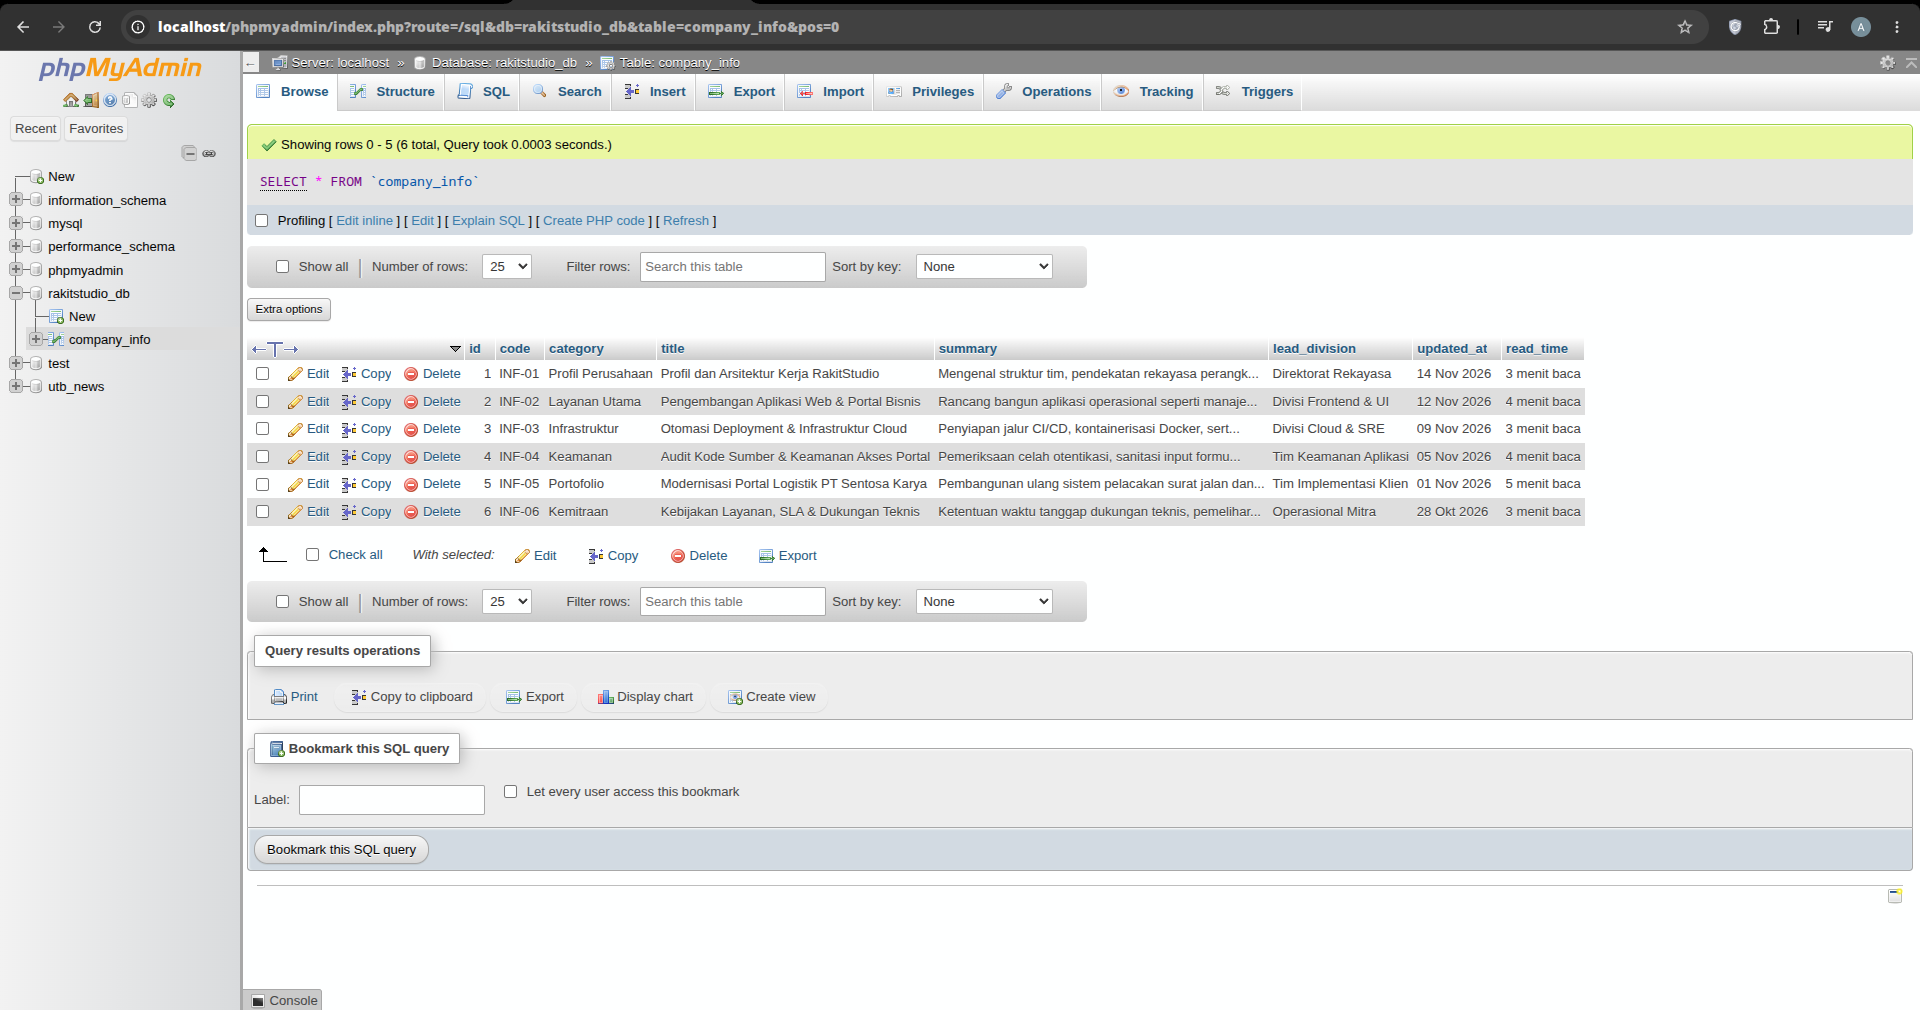 localhost/phpmyadmin/index.php?route=/sql&db=rakitstudio_db&table=company_info&pos=0
A
phpMyAdmin
Recent Favorites
New
information_schema
mysql
performance_schema
phpmyadmin
rakitstudio_db
New
company_info
test
utb_news
Server: localhost » Database: rakitstudio_db » Table: company_info
Browse Structure SQL Search Insert Export Import Privileges Operations Tracking Triggers
Showing rows 0 - 5 (6 total, Query took 0.0003 seconds.)
SELECT * FROM `company_info`
Profiling [ Edit inline ] [ Edit ] [ Explain SQL ] [ Create PHP code ] [ Refresh ]
Show all Number of rows: 25 Filter rows: Search this table Sort by key: None
Extra options
id code category title summary lead_division updated_at read_time
Edit Copy Delete 1 INF-01 Profil Perusahaan Profil dan Arsitektur Kerja RakitStudio Mengenal struktur tim, pendekatan rekayasa perangk... Direktorat Rekayasa 14 Nov 2026 3 menit baca
Edit Copy Delete 2 INF-02 Layanan Utama Pengembangan Aplikasi Web & Portal Bisnis Rancang bangun aplikasi operasional seperti manaje... Divisi Frontend & UI 12 Nov 2026 4 menit baca
Edit Copy Delete 3 INF-03 Infrastruktur Otomasi Deployment & Infrastruktur Cloud Penyiapan jalur CI/CD, kontainerisasi Docker, sert... Divisi Cloud & SRE 09 Nov 2026 3 menit baca
Edit Copy Delete 4 INF-04 Keamanan Audit Kode Sumber & Keamanan Akses Portal Pemeriksaan celah otentikasi, sanitasi input formu... Tim Keamanan Aplikasi 05 Nov 2026 4 menit baca
Edit Copy Delete 5 INF-05 Portofolio Modernisasi Portal Logistik PT Sentosa Karya Pembangunan ulang sistem pelacakan surat jalan dan... Tim Implementasi Klien 01 Nov 2026 5 menit baca
Edit Copy Delete 6 INF-06 Kemitraan Kebijakan Layanan, SLA & Dukungan Teknis Ketentuan waktu tanggap dukungan teknis, pemelihar... Operasional Mitra 28 Okt 2026 3 menit baca
Check all With selected: Edit Copy Delete Export
Show all Number of rows: 25 Filter rows: Search this table Sort by key: None
Query results operations
Print Copy to clipboard Export Display chart Create view
Bookmark this SQL query
Label: Let every user access this bookmark
Bookmark this SQL query
Console